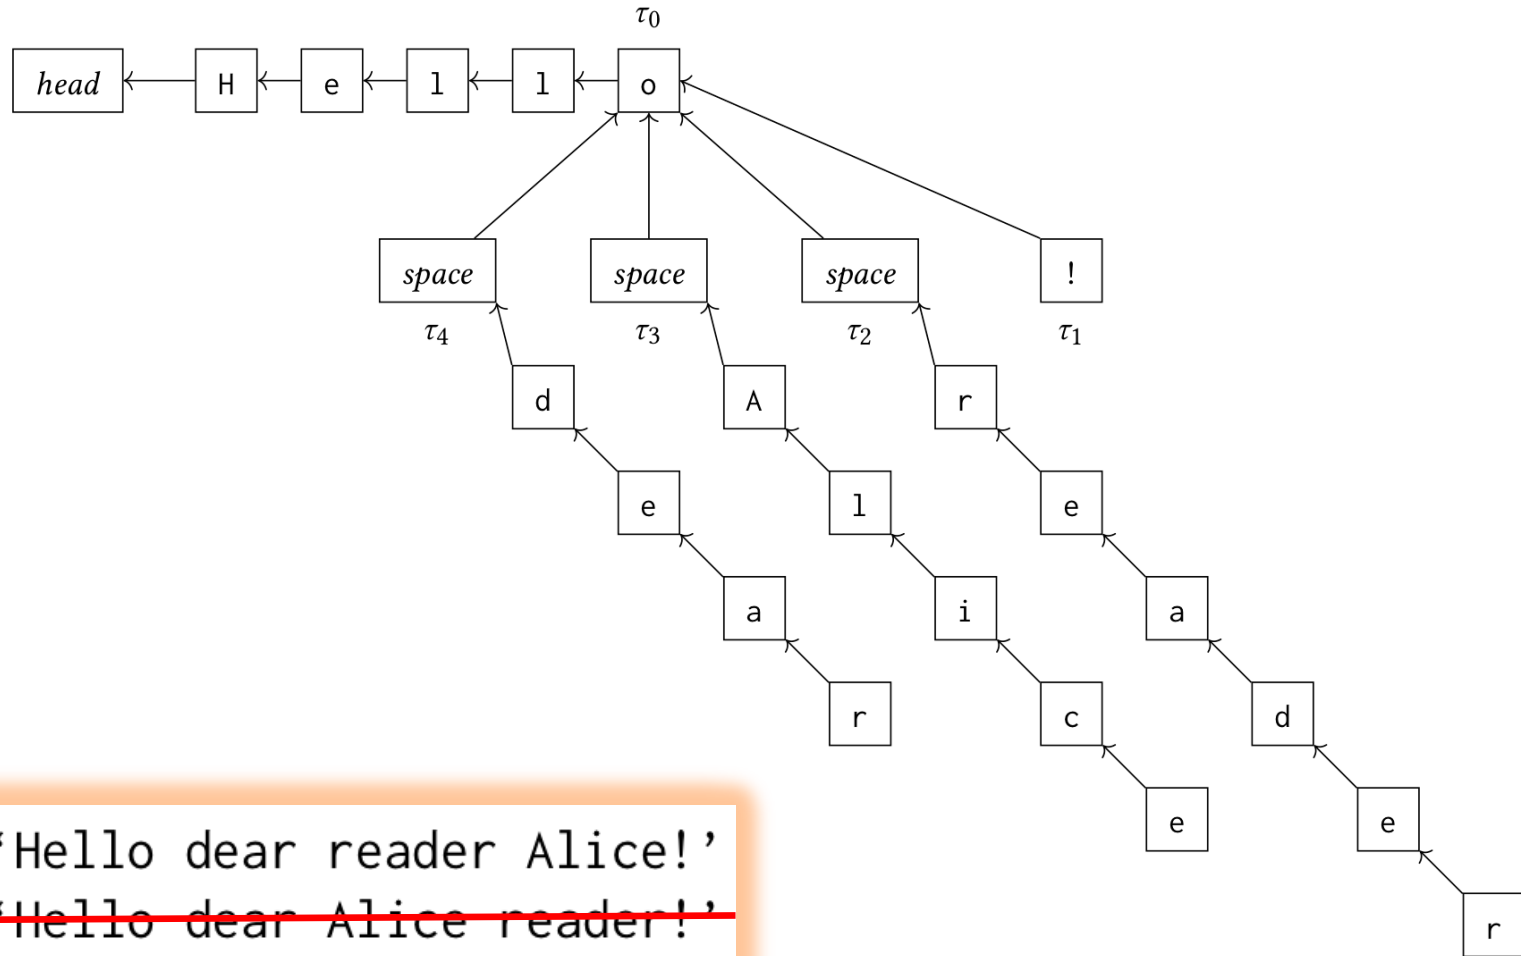 τ0
head H e l l o
space space space !
τ4 τ3 τ2 τ1
d A r
e l e
a i a
r c d
e e
r
‘Hello dear reader Alice!’
‘Hello dear Alice reader!’